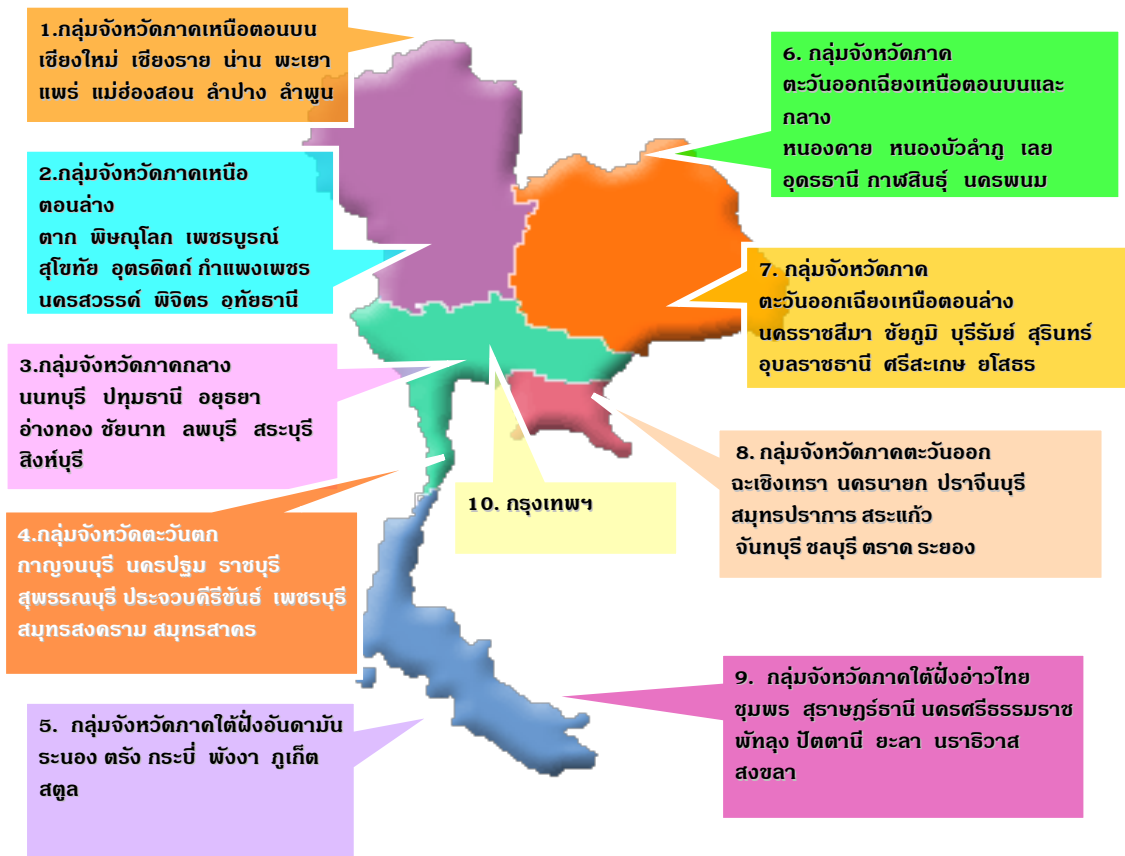 1.กลุ่มจังหวัดภาคเหนือตอนบน
เชียงใหม่ เชียงราย น่าน พะเยา
แพร่ แม่ฮ่องสอน ลำปาง ลำพูน
2.กลุ่มจังหวัดภาคเหนือ
ตอนล่าง
ตาก พิษณุโลก เพชรบูรณ์
สุโขทัย อุตรดิตถ์ กำแพงเพชร
นครสวรรค์ พิจิตร อุทัยธานี
3.กลุ่มจังหวัดภาคกลาง
นนทบุรี ปทุมธานี อยุธยา
อ่างทอง ชัยนาท ลพบุรี สระบุรี
สิงห์บุรี
4.กลุ่มจังหวัดตะวันตก
กาญจนบุรี นครปฐม ราชบุรี
สุพรรณบุรี ประจวบคีรีขันธ์ เพชรบุรี
สมุทรสงคราม สมุทรสาคร
5. กลุ่มจังหวัดภาคใต้ฝั่งอันดามัน
ระนอง ตรัง กระบี่ พังงา ภูเก็ต
สตูล
6. กลุ่มจังหวัดภาค
ตะวันออกเฉียงเหนือตอนบนและ
กลาง
หนองคาย หนองบัวลำภู เลย
อุดรธานี กาฬสินธุ์ นครพนม
7. กลุ่มจังหวัดภาค
ตะวันออกเฉียงเหนือตอนล่าง
นครราชสีมา ชัยภูมิ บุรีรัมย์ สุรินทร์
อุบลราชธานี ศรีสะเกษ ยโสธร
8. กลุ่มจังหวัดภาคตะวันออก
ฉะเชิงเทรา นครนายก ปราจีนบุรี
สมุทรปราการ สระแก้ว
จันทบุรี ชลบุรี ตราด ระยอง
9. กลุ่มจังหวัดภาคใต้ฝั่งอ่าวไทย
ชุมพร สุราษฎร์ธานี นครศรีธรรมราช
พัทลุง ปัตตานี ยะลา นราธิวาส
สงขลา
10. กรุงเทพฯ